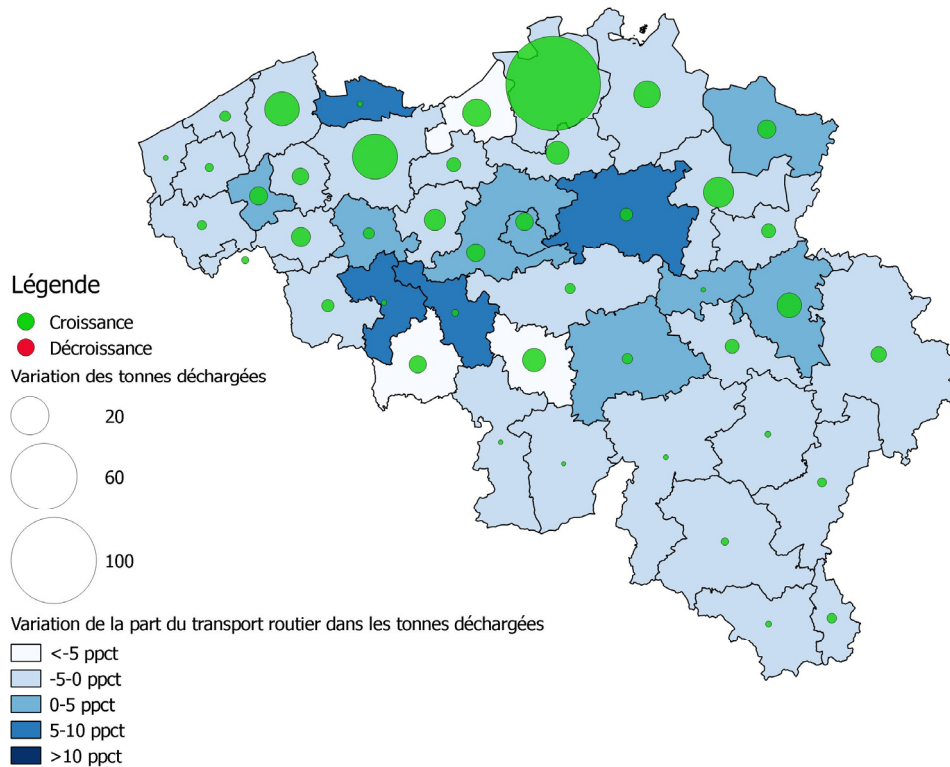 Légende
Croissance
Décroissance
Variation des tonnes déchargées
20
60
100
Variation de la part du transport routier dans les tonnes déchargées
<-5 ppct
-5-0 ppct
0-5 ppct
5-10 ppct
>10 ppct